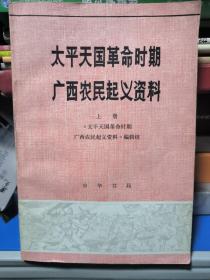 太平天国革命时期
广西农民起义资料
上册
《太平天国革命时期
广西农民起义资料》编辑组
中华书局